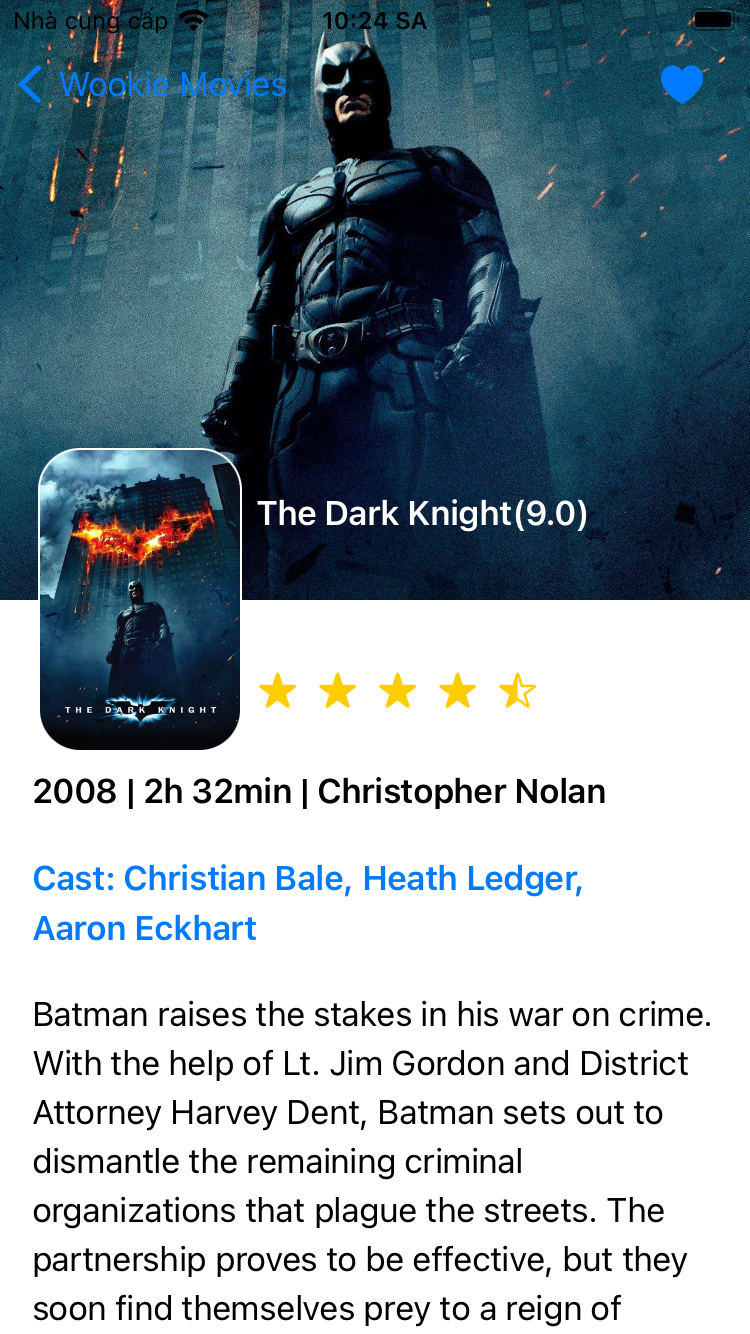 Nhà cung cấp 10:24 SA
Wookie Movies
The Dark Knight(9.0)
THE DARK KNIGHT
2008 | 2h 32min | Christopher Nolan
Cast: Christian Bale, Heath Ledger,
Aaron Eckhart
Batman raises the stakes in his war on crime.
With the help of Lt. Jim Gordon and District
Attorney Harvey Dent, Batman sets out to
dismantle the remaining criminal
organizations that plague the streets. The
partnership proves to be effective, but they
soon find themselves prey to a reign of